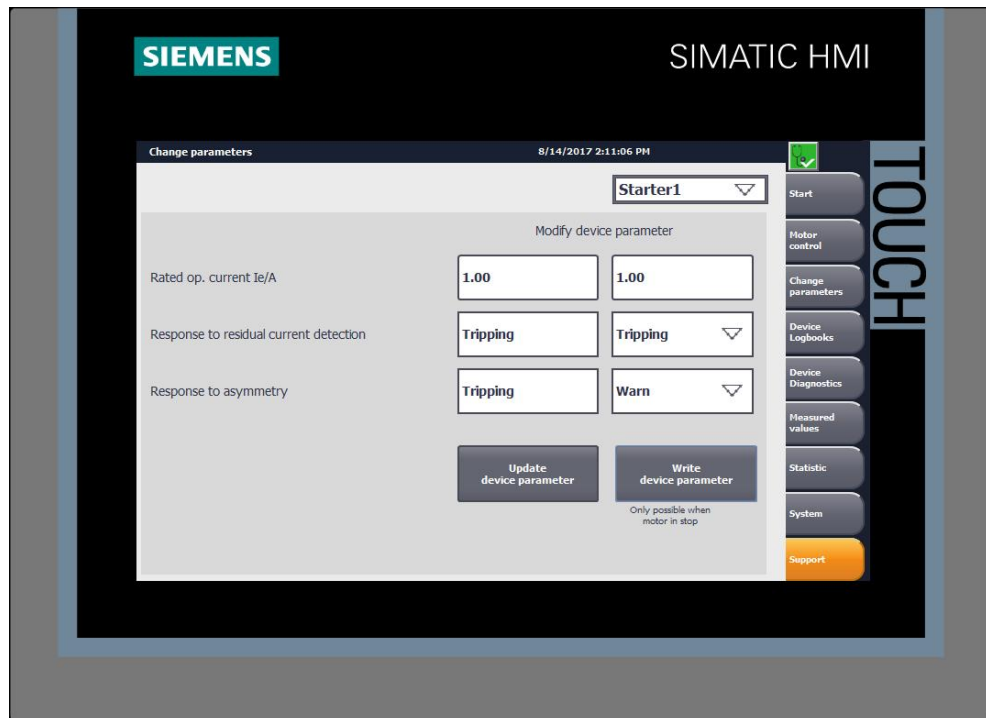 SIEMENS
SIMATIC HMI
TOUCH
Change parameters 8/14/2017 2:11:06 PM
Starter1
Modify device parameter
Rated op. current Ie/A 1.00 1.00
Response to residual current detection Tripping Tripping
Response to asymmetry Tripping Warn
Update
device parameter
Write
device parameter
Only possible when
motor in stop
Start
Motor
control
Change
parameters
Device
Logbooks
Device
Diagnostics
Measured
values
Statistic
System
Support